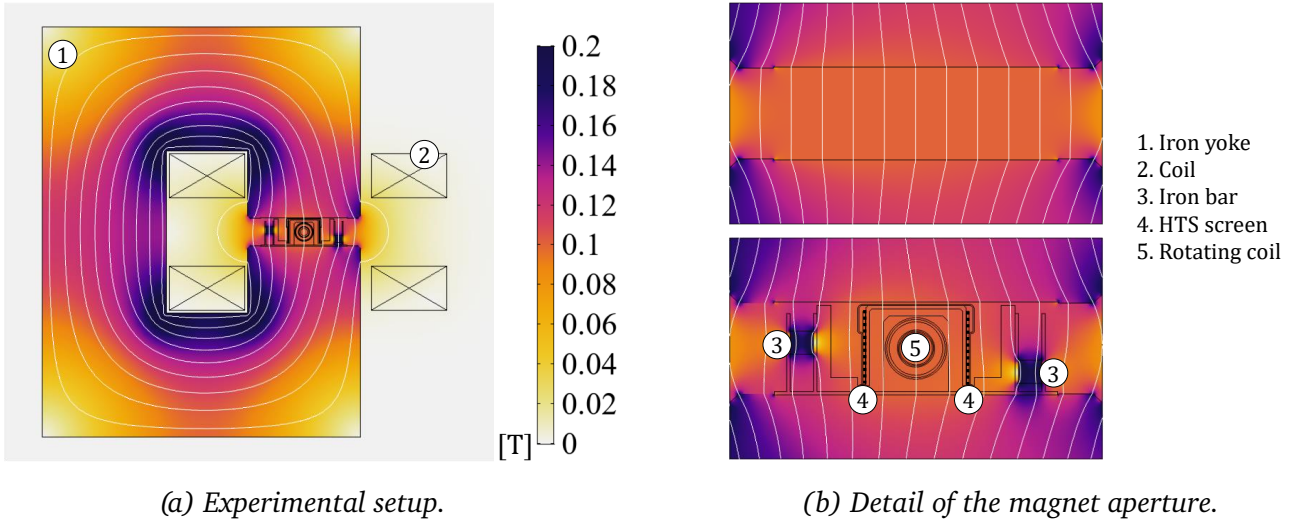 1
2
0.2
0.18
0.16
0.14
0.12
0.1
0.08
0.06
0.04
0.02
0
[T]
3
5
3
4
4
1. Iron yoke
2. Coil
3. Iron bar
4. HTS screen
5. Rotating coil
(a) Experimental setup.
(b) Detail of the magnet aperture.